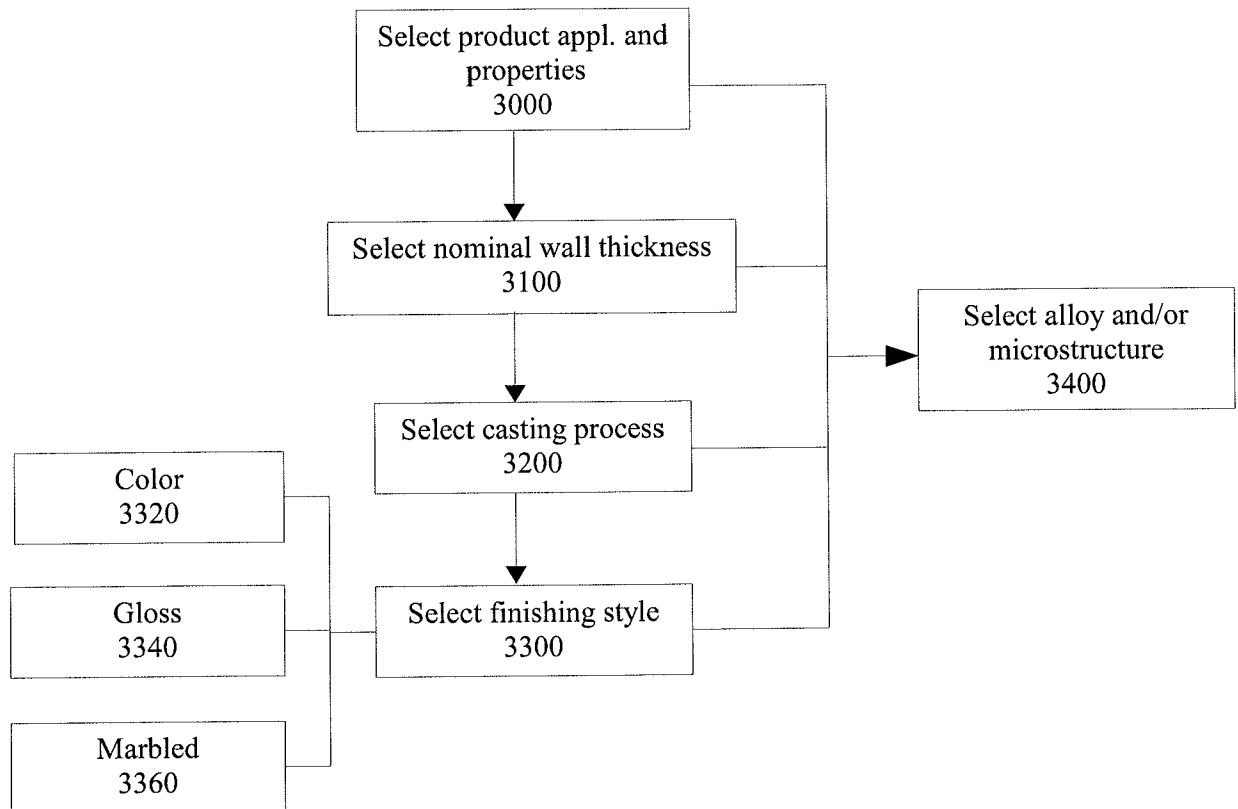 Select product appl. and
properties
3000
Select nominal wall thickness
3100
Select alloy and/or
microstructure
3400
Select casting process
3200
Color
3320
Gloss
3340
Select finishing style
3300
Marbled
3360